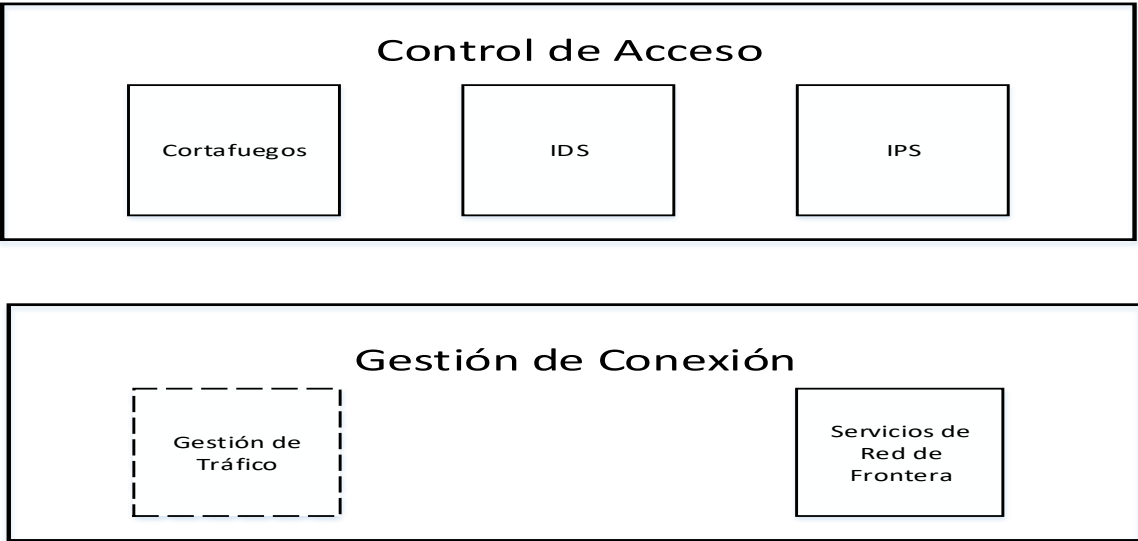 Control de Acceso
Cortafuegos
IDS
IPS
Gestión de Conexión
Gestión de
Tráfico
Servicios de
Red de
Frontera